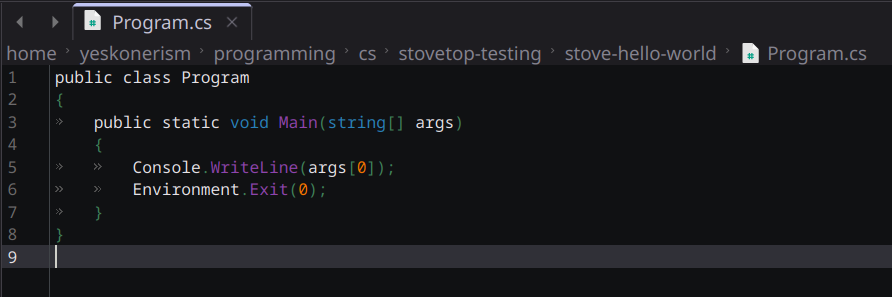 Program.cs
home › yeskonerism › programming › cs › stovetop-testing › stove-hello-world › Program.cs
1 public class Program
2 {
3 » public static void Main(string[] args)
4 {
5 » » Console.WriteLine(args[0]);
6 » » Environment.Exit(0);
7 » }
8 }
9